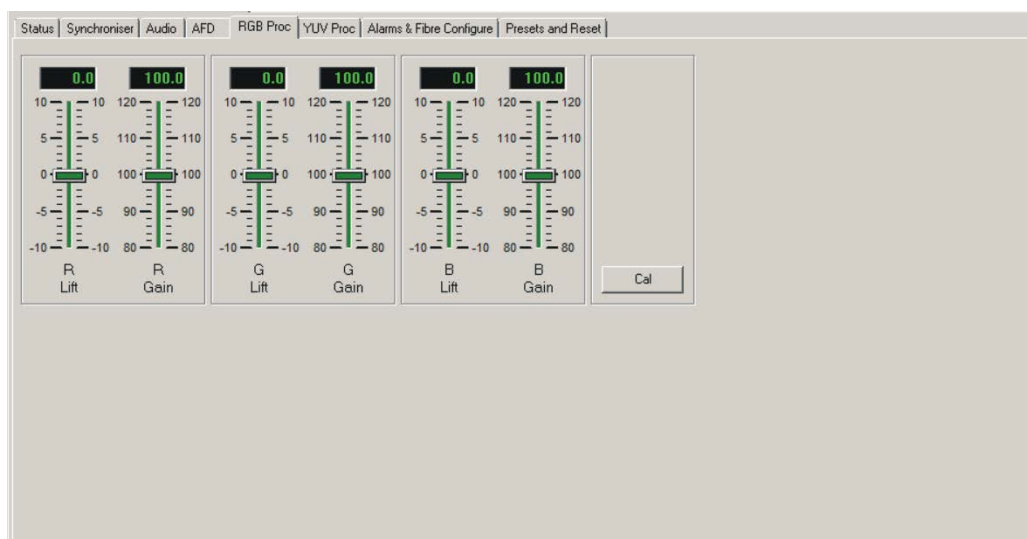 Status Synchroniser Audio AFD RGB Proc YUV Proc Alarms & Fibre Configure Presets and Reset
0.0 100.0 0.0 100.0 0.0 100.0
10 10 120 120 10 10 120 120 10 10 120 120
5 5 110 110 5 5 110 110 5 5 110 110
0 0 100 100 0 0 100 100 0 0 100 100
-5 -5 90 90 -5 -5 90 90 -5 -5 90 90
-10 -10 80 80 -10 -10 80 80 -10 -10 80 80
R R G G B B
Lift Gain Lift Gain Lift Gain
Cal